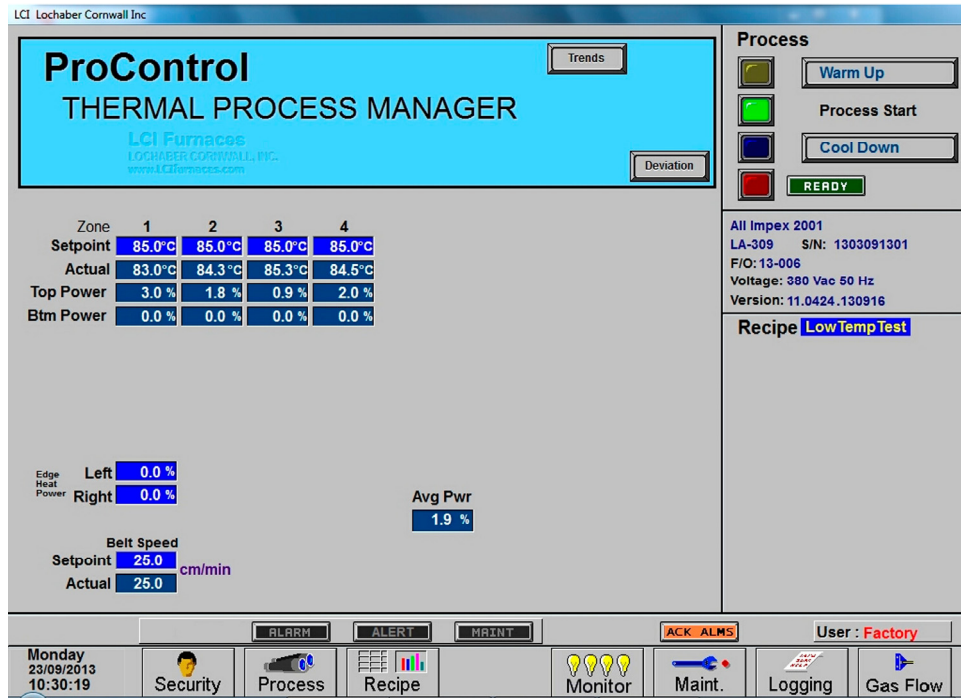 LCI Lochaber Cornwall Inc
ProControl
THERMAL PROCESS MANAGER
LCI Furnaces
LOCHABER CORNWALL, INC.
www.LCIfurnaces.com
Trends
Deviation
Process
Warm Up
Process Start
Cool Down
READY
Zone 1 2 3 4
Setpoint 85.0°C 85.0°C 85.0°C 85.0°C
Actual 83.0°C 84.3°C 85.3°C 84.5°C
Top Power 3.0 % 1.8 % 0.9 % 2.0 %
Btm Power 0.0 % 0.0 % 0.0 % 0.0 %
All Impex 2001
LA-309 S/N: 1303091301
F/O: 13-006
Voltage: 380 Vac 50 Hz
Version: 11.0424.130916
Recipe LowTempTest
Edge Heat Power
Left 0.0 %
Right 0.0 %
Avg Pwr
1.9 %
Belt Speed
Setpoint 25.0 cm/min
Actual 25.0
ALARM ALERT MAINT ACK ALMS User : Factory
Monday
23/09/2013
10:30:19
Security Process Recipe Monitor Maint. Logging Gas Flow